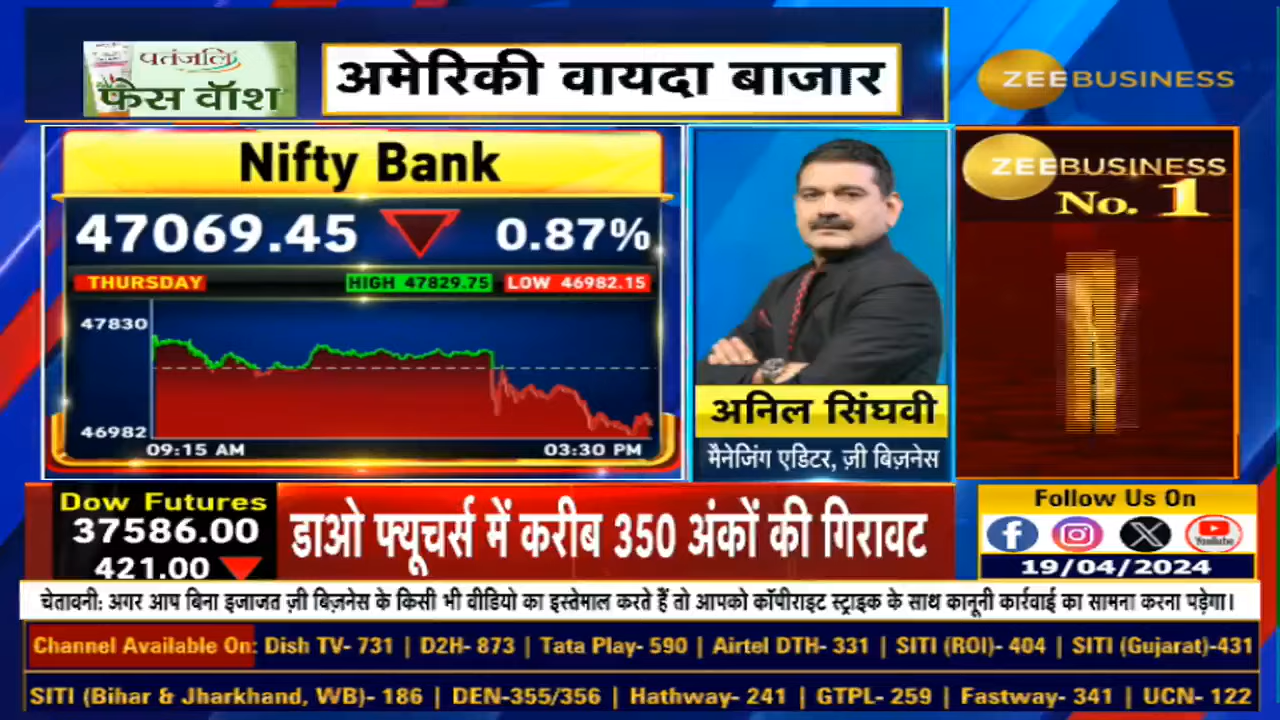 पतंजलि
फेस वॉश
अमेरिकी वायदा बाजार
ZEEBUSINESS
Nifty Bank
47069.45 0.87%
THURSDAY HIGH 47829.75 LOW 46982.15
47830
46982
09:15 AM 03:30 PM
अनिल सिंघवी
मैनेजिंग एडिटर, ज़ी बिज़नेस
ZEEBUSINESS
No. 1
Dow Futures
37586.00
421.00
डाओ फ्यूचर्स में करीब 350 अंकों की गिरावट
Follow Us On
YouTube
19/04/2024
चेतावनी: अगर आप बिना इजाजत ज़ी बिज़नेस के किसी भी वीडियो का इस्तेमाल करते हैं तो आपको कॉपीराइट स्ट्राइक के साथ कानूनी कार्रवाई का सामना करना पड़ेगा।
Channel Available On: Dish TV- 731 | D2H- 873 | Tata Play- 590 | Airtel DTH- 331 | SITI (ROI)- 404 | SITI (Gujarat)-431
SITI (Bihar & Jharkhand, WB)- 186 | DEN-355/356 | Hathway- 241 | GTPL- 259 | Fastway- 341 | UCN- 122